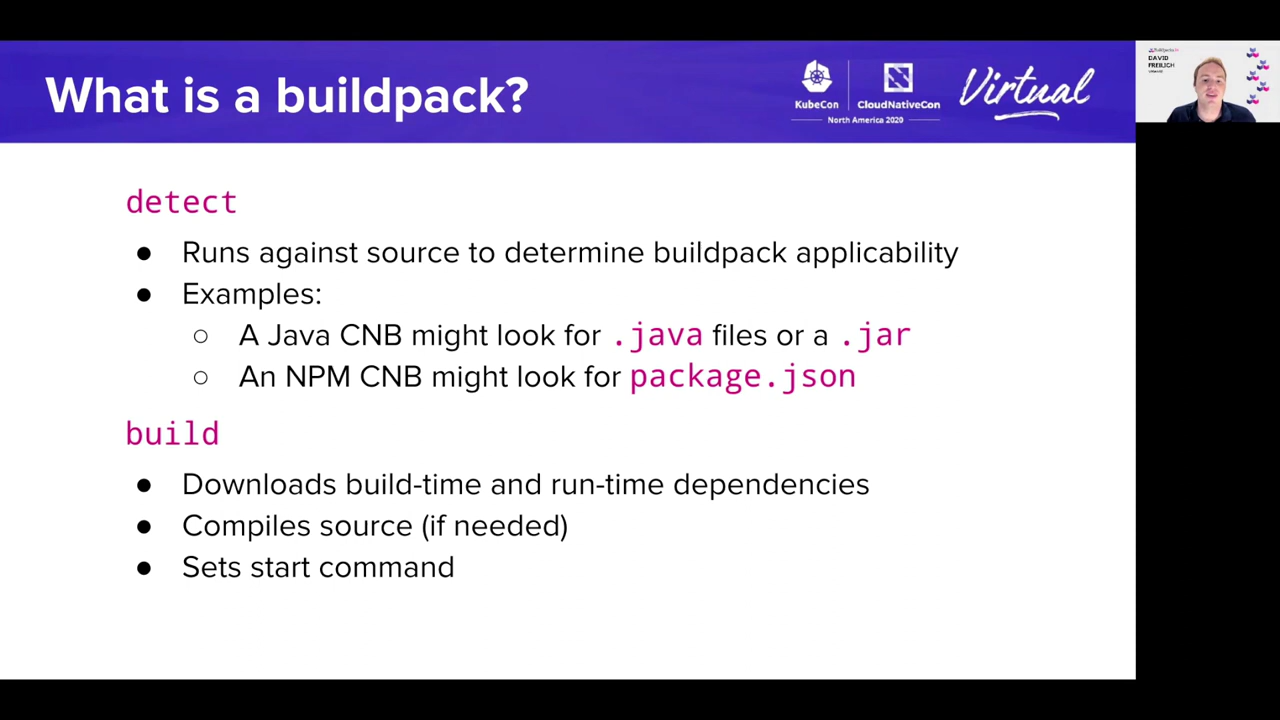 What is a buildpack?
KubeCon
CloudNativeCon
North America 2020
Virtual
DAVID
FREILICH
detect
● Runs against source to determine buildpack applicability
● Examples:
○ A Java CNB might look for .java files or a .jar
○ An NPM CNB might look for package.json
build
● Downloads build-time and run-time dependencies
● Compiles source (if needed)
● Sets start command